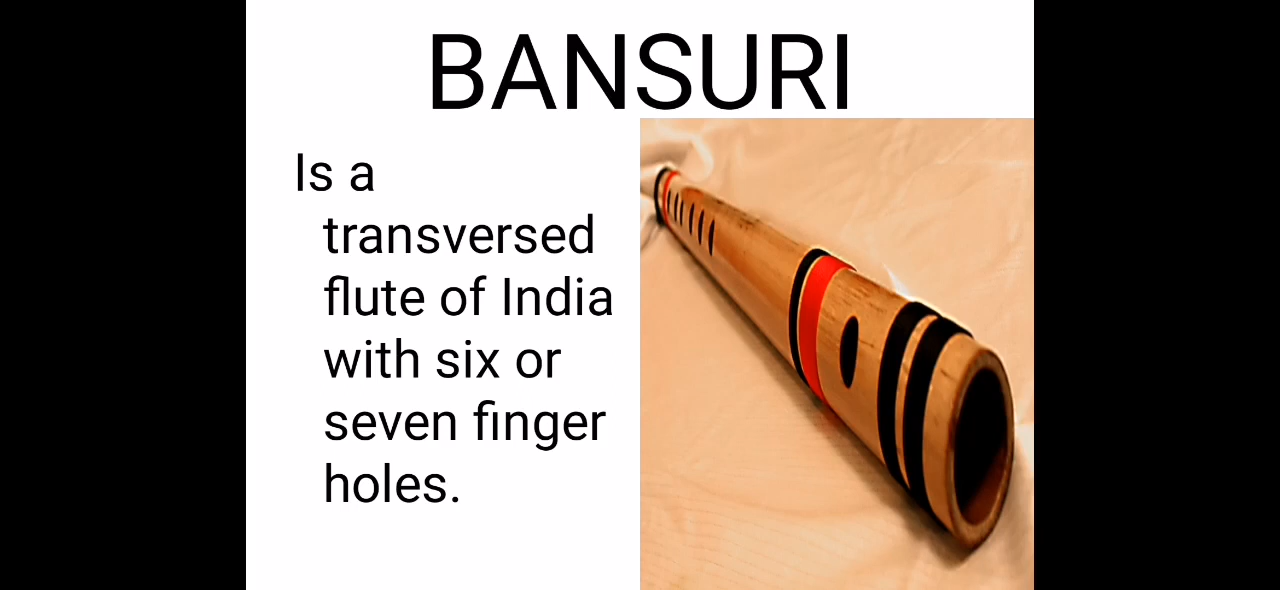 BANSURI
Is a
transversed
flute of India
with six or
seven finger
holes.